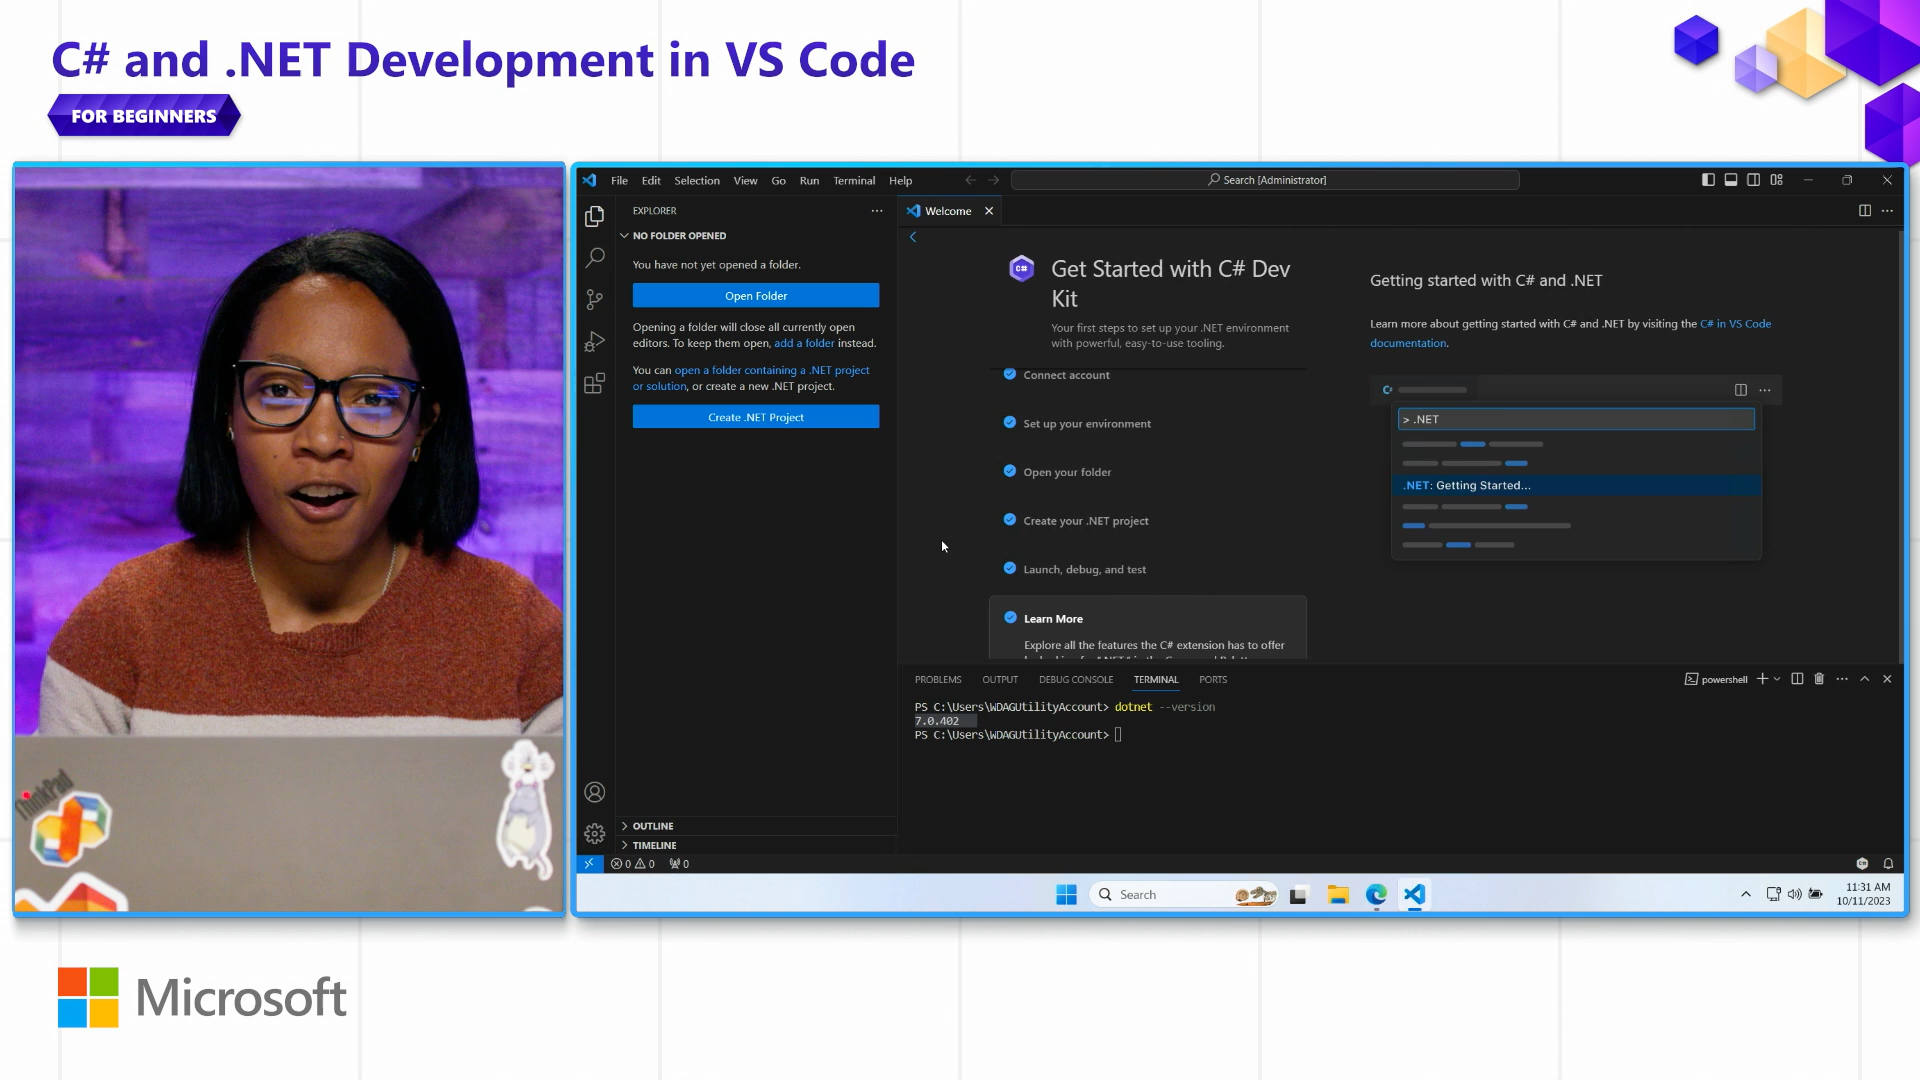 C# and .NET Development in VS Code
FOR BEGINNERS
ThinkPad
File Edit Selection View Go Run Terminal Help
Search [Administrator]
EXPLORER
NO FOLDER OPENED
You have not yet opened a folder.
Open Folder
Opening a folder will close all currently open
editors. To keep them open, add a folder instead.
You can open a folder containing a .NET project
or solution, or create a new .NET project.
Create .NET Project
OUTLINE
TIMELINE
Welcome
C#
Get Started with C# Dev
Kit
Your first steps to set up your .NET environment
with powerful, easy-to-use tooling.
Connect account
Set up your environment
Open your folder
Create your .NET project
Launch, debug, and test
Learn More
Explore all the features the C# extension has to offer
Getting started with C# and .NET
Learn more about getting started with C# and .NET by visiting the C# in VS Code
documentation.
> .NET
.NET: Getting Started...
PROBLEMS OUTPUT DEBUG CONSOLE TERMINAL PORTS
powershell
PS C:\Users\WDAGUtilityAccount> dotnet --version
7.0.402
PS C:\Users\WDAGUtilityAccount>
0 0 0
Search
11:31 AM
10/11/2023
Microsoft